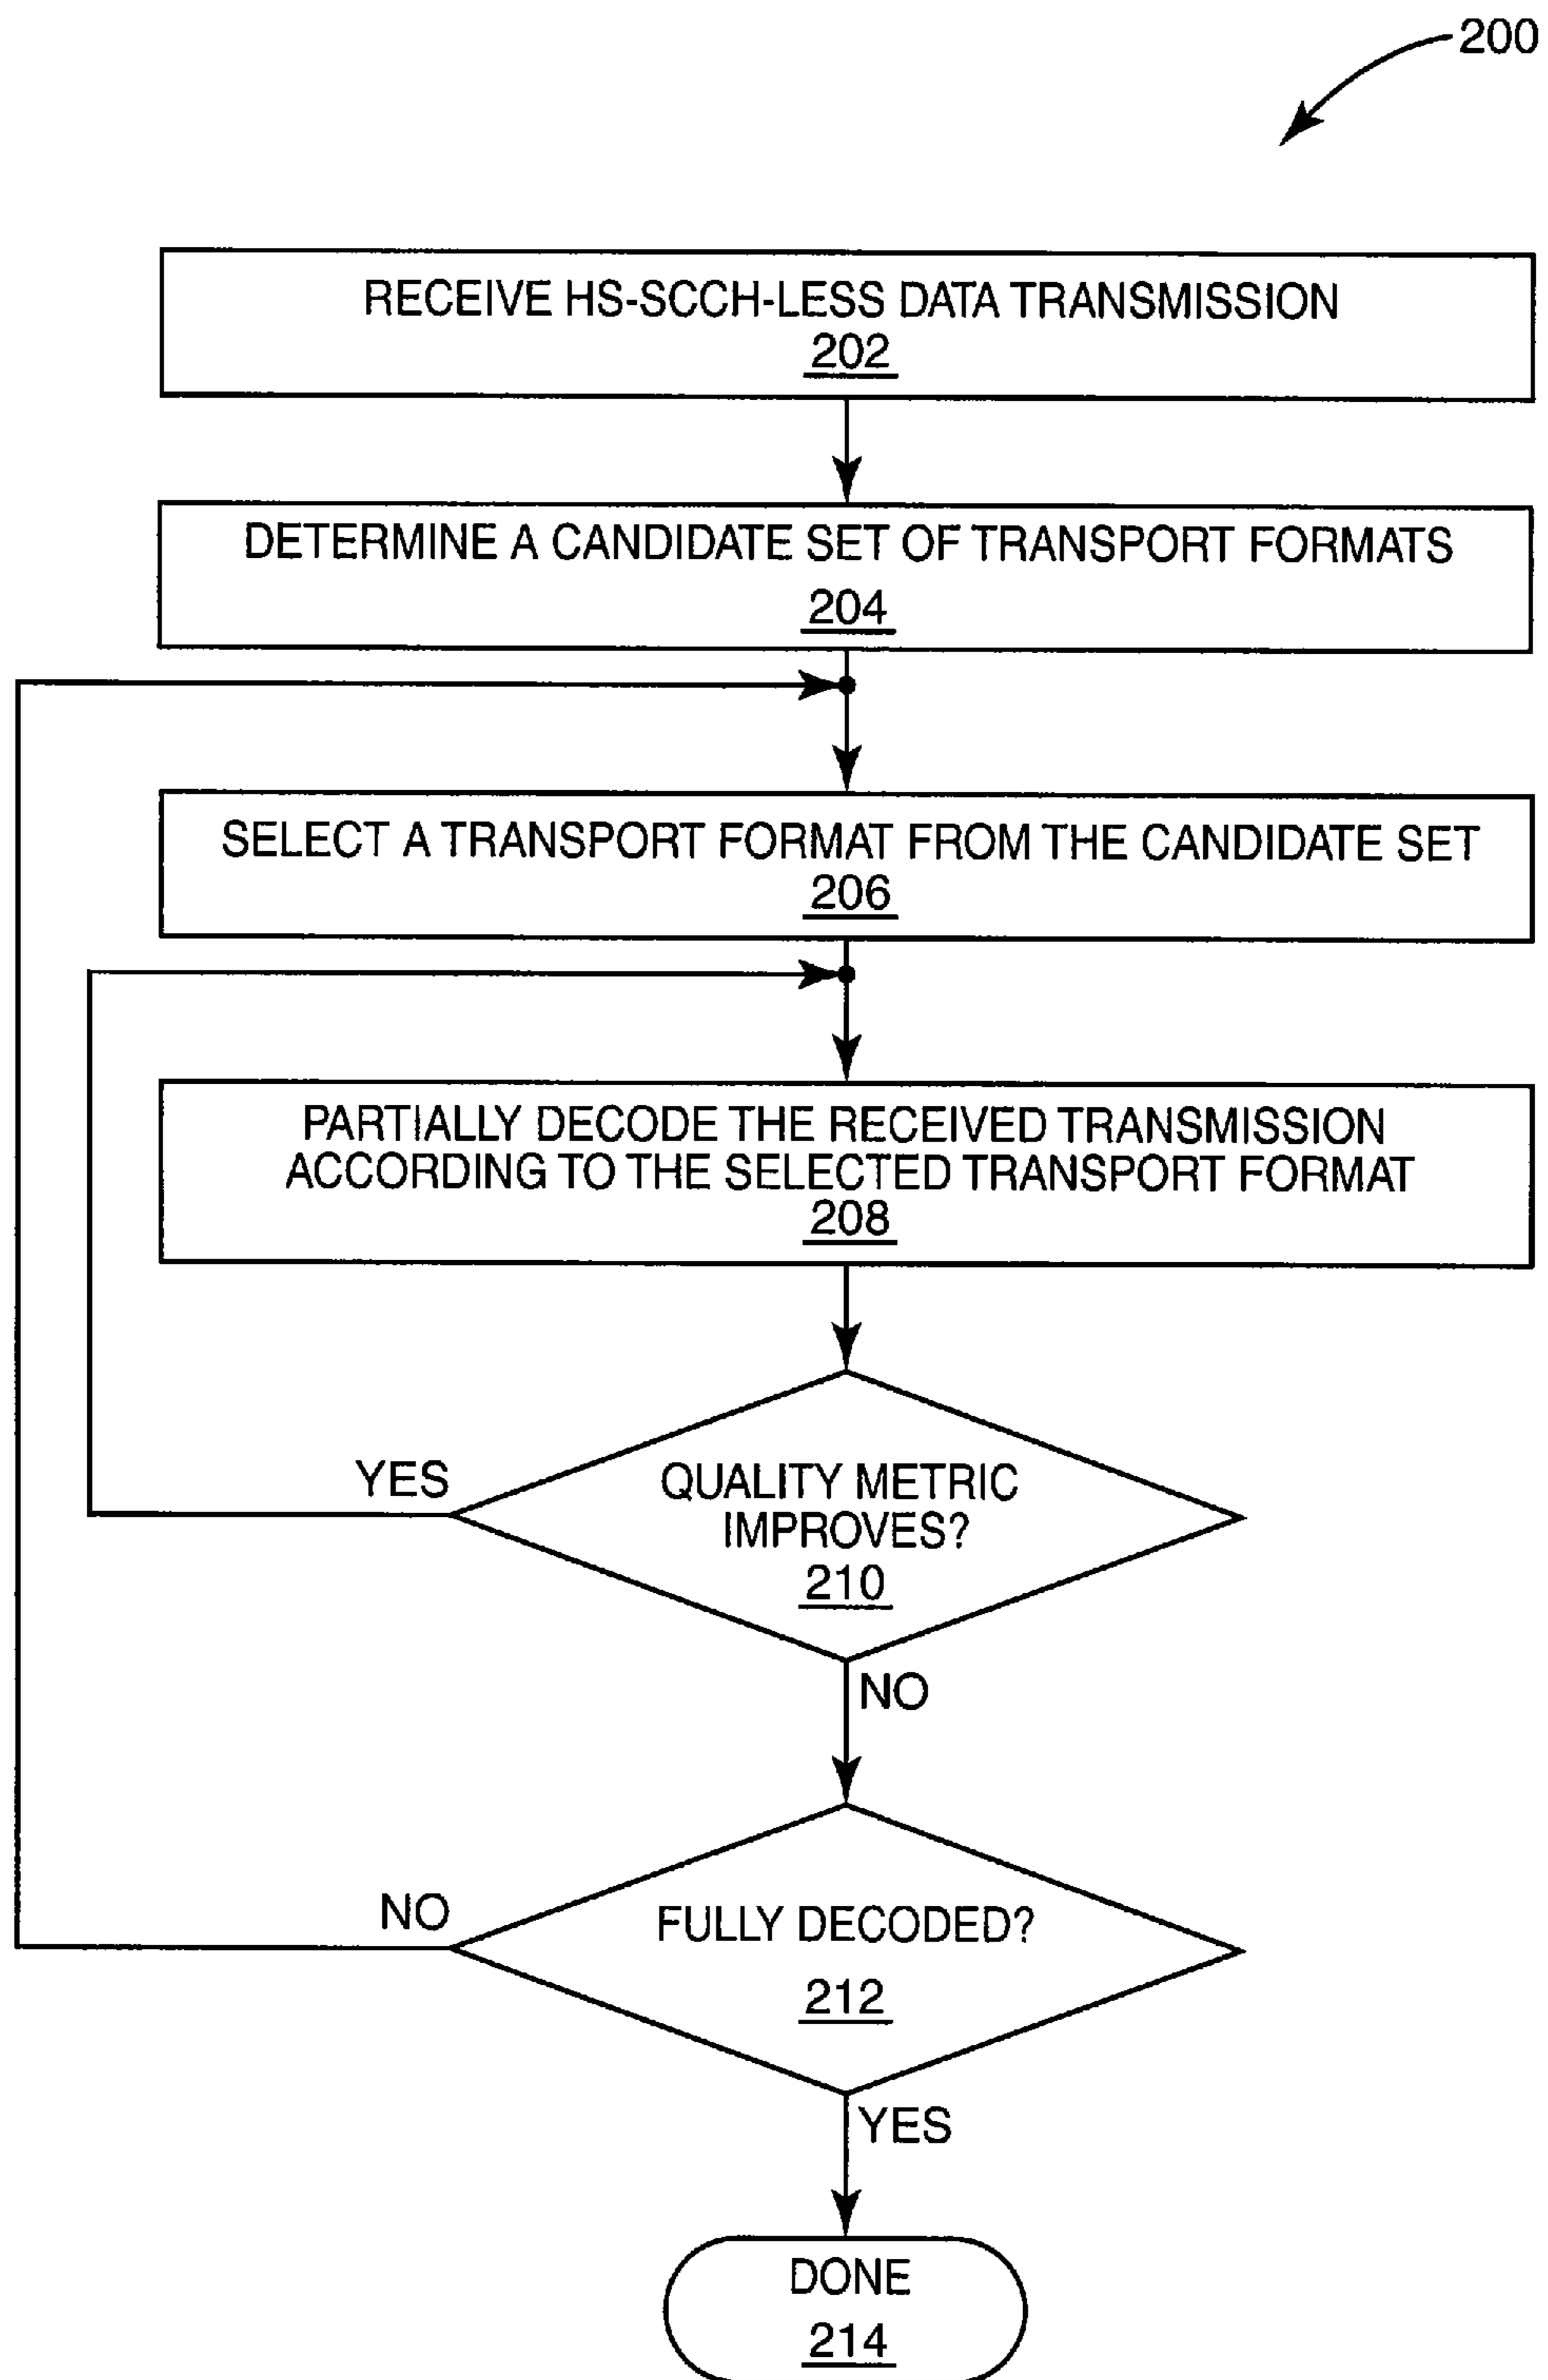 200
RECEIVE HS-SCCH-LESS DATA TRANSMISSION
202
DETERMINE A CANDIDATE SET OF TRANSPORT FORMATS
204
SELECT A TRANSPORT FORMAT FROM THE CANDIDATE SET
206
PARTIALLY DECODE THE RECEIVED TRANSMISSION
ACCORDING TO THE SELECTED TRANSPORT FORMAT
208
YES
QUALITY METRIC
IMPROVES?
210
NO
NO
FULLY DECODED?
212
YES
DONE
214